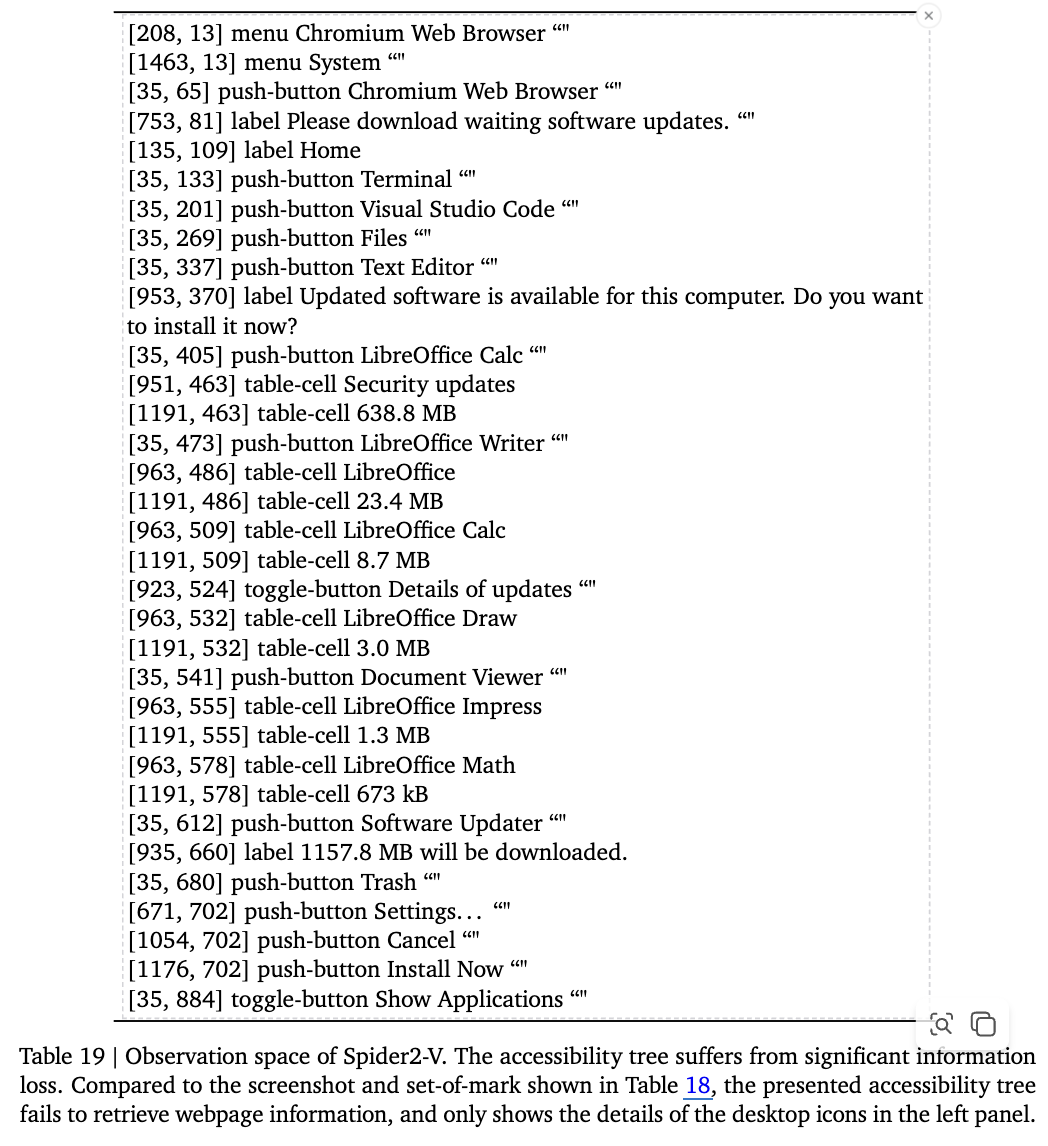 [208, 13] menu Chromium Web Browser “"
[1463, 13] menu System “"
[35, 65] push-button Chromium Web Browser “"
[753, 81] label Please download waiting software updates. “"
[135, 109] label Home
[35, 133] push-button Terminal “"
[35, 201] push-button Visual Studio Code “"
[35, 269] push-button Files “"
[35, 337] push-button Text Editor “"
[953, 370] label Updated software is available for this computer. Do you want
to install it now?
[35, 405] push-button LibreOffice Calc “"
[951, 463] table-cell Security updates
[1191, 463] table-cell 638.8 MB
[35, 473] push-button LibreOffice Writer “"
[963, 486] table-cell LibreOffice
[1191, 486] table-cell 23.4 MB
[963, 509] table-cell LibreOffice Calc
[1191, 509] table-cell 8.7 MB
[923, 524] toggle-button Details of updates “"
[963, 532] table-cell LibreOffice Draw
[1191, 532] table-cell 3.0 MB
[35, 541] push-button Document Viewer “"
[963, 555] table-cell LibreOffice Impress
[1191, 555] table-cell 1.3 MB
[963, 578] table-cell LibreOffice Math
[1191, 578] table-cell 673 kB
[35, 612] push-button Software Updater “"
[935, 660] label 1157.8 MB will be downloaded.
[35, 680] push-button Trash “"
[671, 702] push-button Settings... “"
[1054, 702] push-button Cancel “"
[1176, 702] push-button Install Now “"
[35, 884] toggle-button Show Applications “"
Table 19 | Observation space of Spider2-V. The accessibility tree suffers from significant information
loss. Compared to the screenshot and set-of-mark shown in Table 18, the presented accessibility tree
fails to retrieve webpage information, and only shows the details of the desktop icons in the left panel.